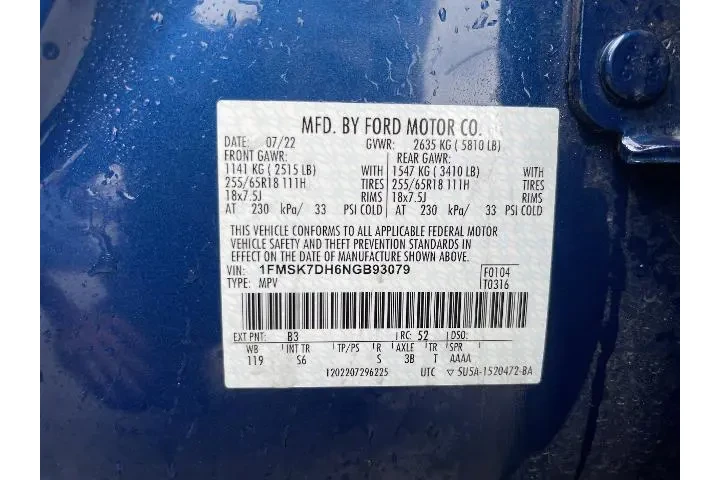 MFD. BY FORD MOTOR CO.
DATE: 07/22 GVWR: 2635 KG ( 5810 LB)
FRONT GAWR: REAR GAWR:
1141 KG ( 2515 LB) WITH 1547 KG ( 3410 LB) WITH
255/65R18 111H TIRES 255/65R18 111H TIRES
18x7.5J RIMS 18x7.5J RIMS
AT 230 kPa/ 33 PSI COLD AT 230 kPa/ 33 PSI COLD
THIS VEHICLE CONFORMS TO ALL APPLICABLE FEDERAL MOTOR
VEHICLE SAFETY AND THEFT PREVENTION STANDARDS IN
EFFECT ON THE DATE OF MANUFACTURE SHOWN ABOVE.
VIN: 1FMSK7DH6NGB93079 F0104
TYPE: MPV T0316
EXT PNT: B3 RC: 52 DSO:
WB INT TR TP/PS R AXLE TR SPR
119 S6 S 3B T AAAA
1202207296225 UTC ▽ 5U5A-1520472-BA